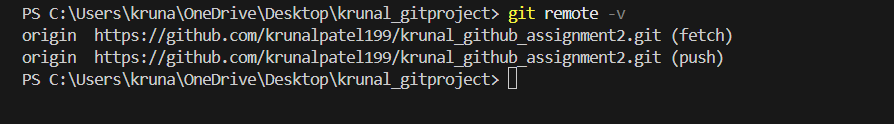 PS C:\Users\kruna\OneDrive\Desktop\krunal_gitproject> git remote -v
origin  https://github.com/krunalpatel199/krunal_github_assignment2.git (fetch)
origin  https://github.com/krunalpatel199/krunal_github_assignment2.git (push)
PS C:\Users\kruna\OneDrive\Desktop\krunal_gitproject>